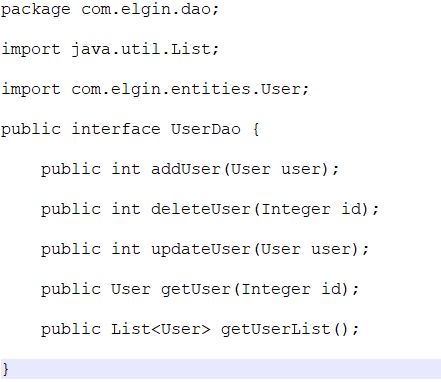 package com.elgin.dao;
import java.util.List;
import com.elgin.entities.User;
public interface UserDao {
    public int addUser(User user);
    public int deleteUser(Integer id);
    public int updateUser(User user);
    public User getUser(Integer id);
    public List<User> getUserList();
}